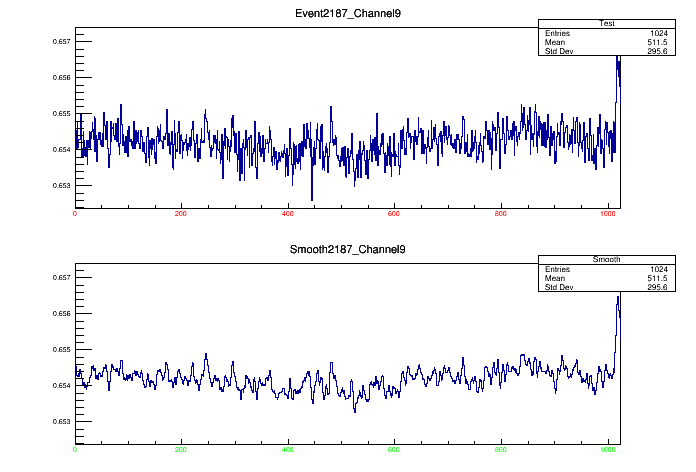 Event2187_Channel9
Test
Entries 1024
Mean 511.5
Std Dev 295.6
0.657
0.656
0.655
0.654
0.653
0 200 400 600 800 1000
Smooth2187_Channel9
Smooth
Entries 1024
Mean 511.5
Std Dev 295.6
0.657
0.656
0.655
0.654
0.653
0 200 400 600 800 1000